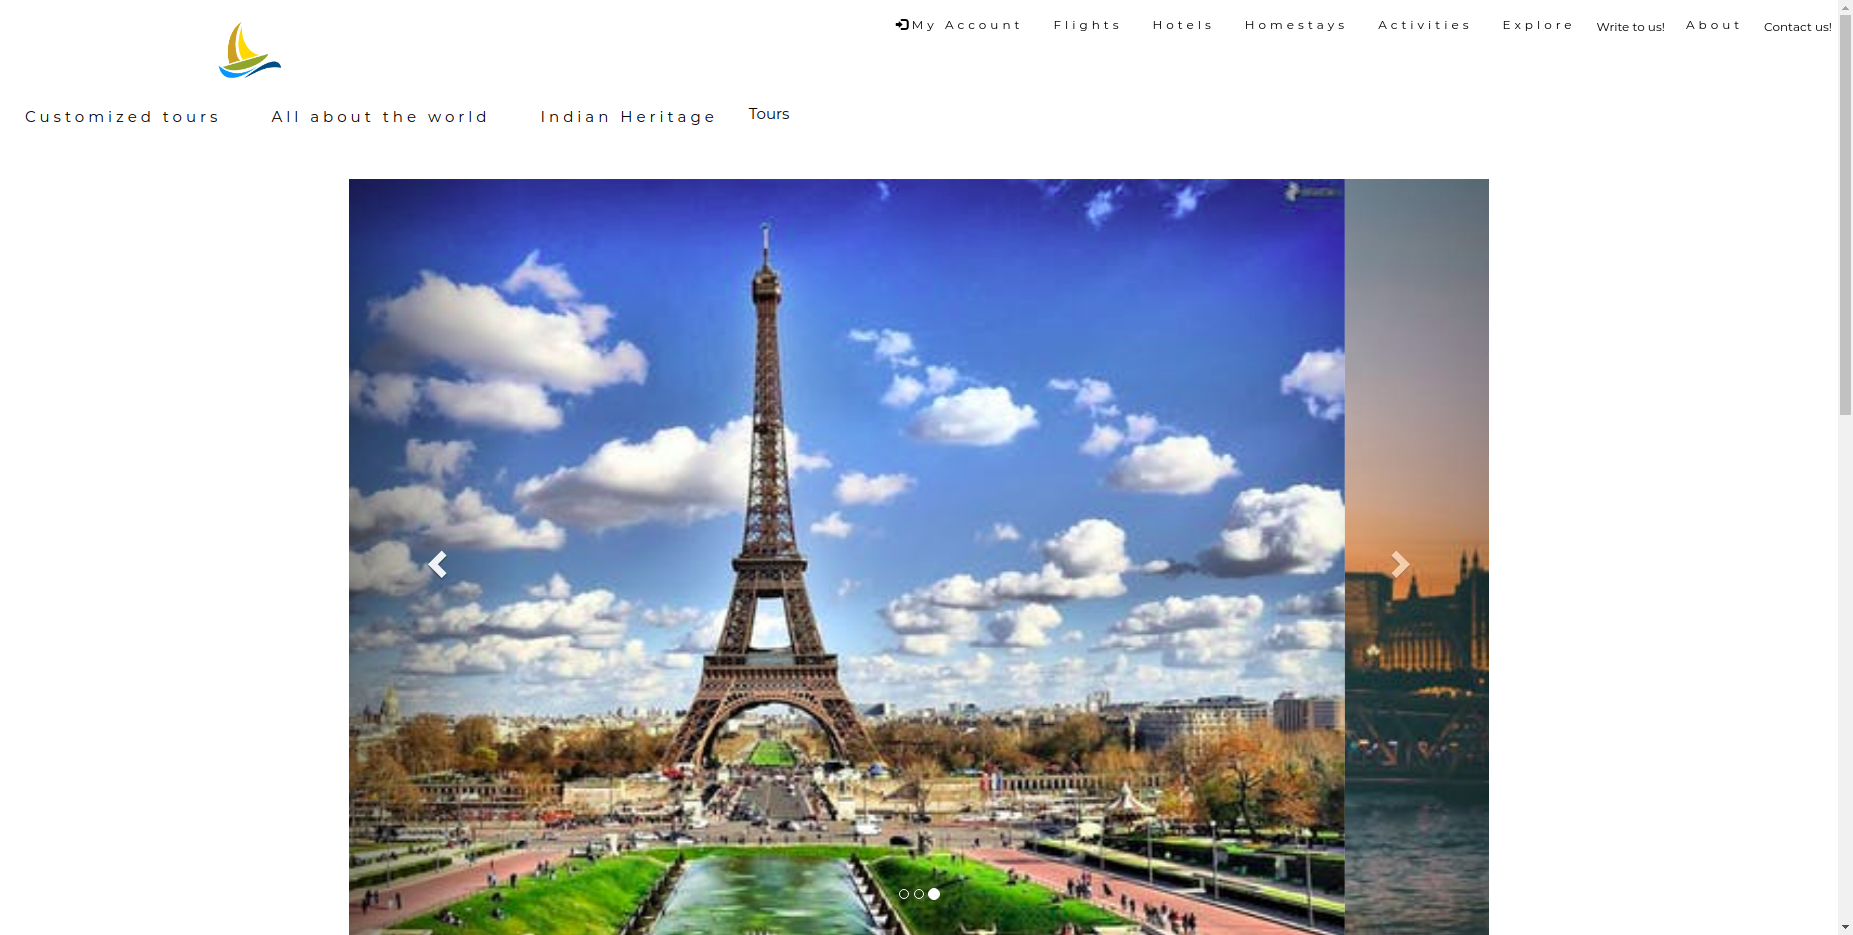 My Account Flights Hotels Homestays Activities Explore Write to us! About Contact us!
Customized tours All about the world Indian Heritage Tours